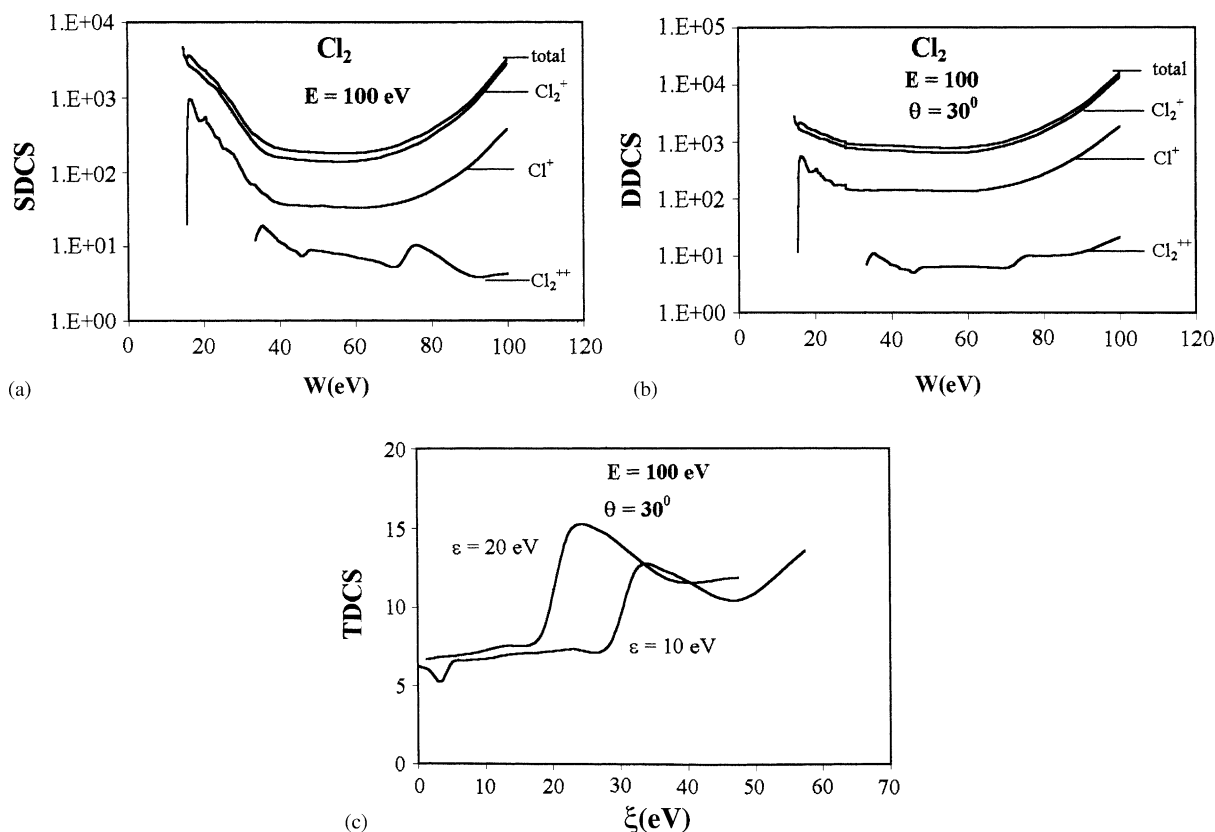 1.E+04
1.E+03
1.E+02
1.E+01
1.E+00
SDCS
Cl₂
E = 100 eV
total
Cl₂⁺
Cl⁺
Cl₂⁺⁺
0 20 40 60 80 100 120
W(eV)
(a)
1.E+05
1.E+04
1.E+03
1.E+02
1.E+01
1.E+00
DDCS
Cl₂
E = 100
θ = 30⁰
total
Cl₂⁺
Cl⁺
Cl₂⁺⁺
0 20 40 60 80 100 120
W(eV)
(b)
20
15
10
5
0
TDCS
E = 100 eV
θ = 30⁰
ε = 20 eV
ε = 10 eV
0 10 20 30 40 50 60 70
ξ(eV)
(c)